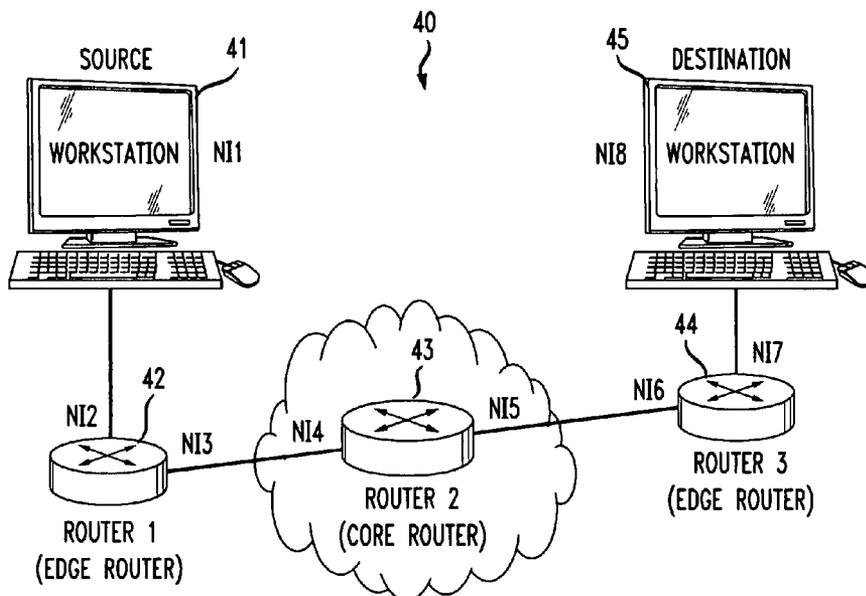 40
SOURCE
41
WORKSTATION
NI1
45
DESTINATION
NI8
WORKSTATION
NI2
42
NI3
ROUTER 1
(EDGE ROUTER)
43
NI4
NI5
ROUTER 2
(CORE ROUTER)
44
NI6
NI7
ROUTER 3
(EDGE ROUTER)